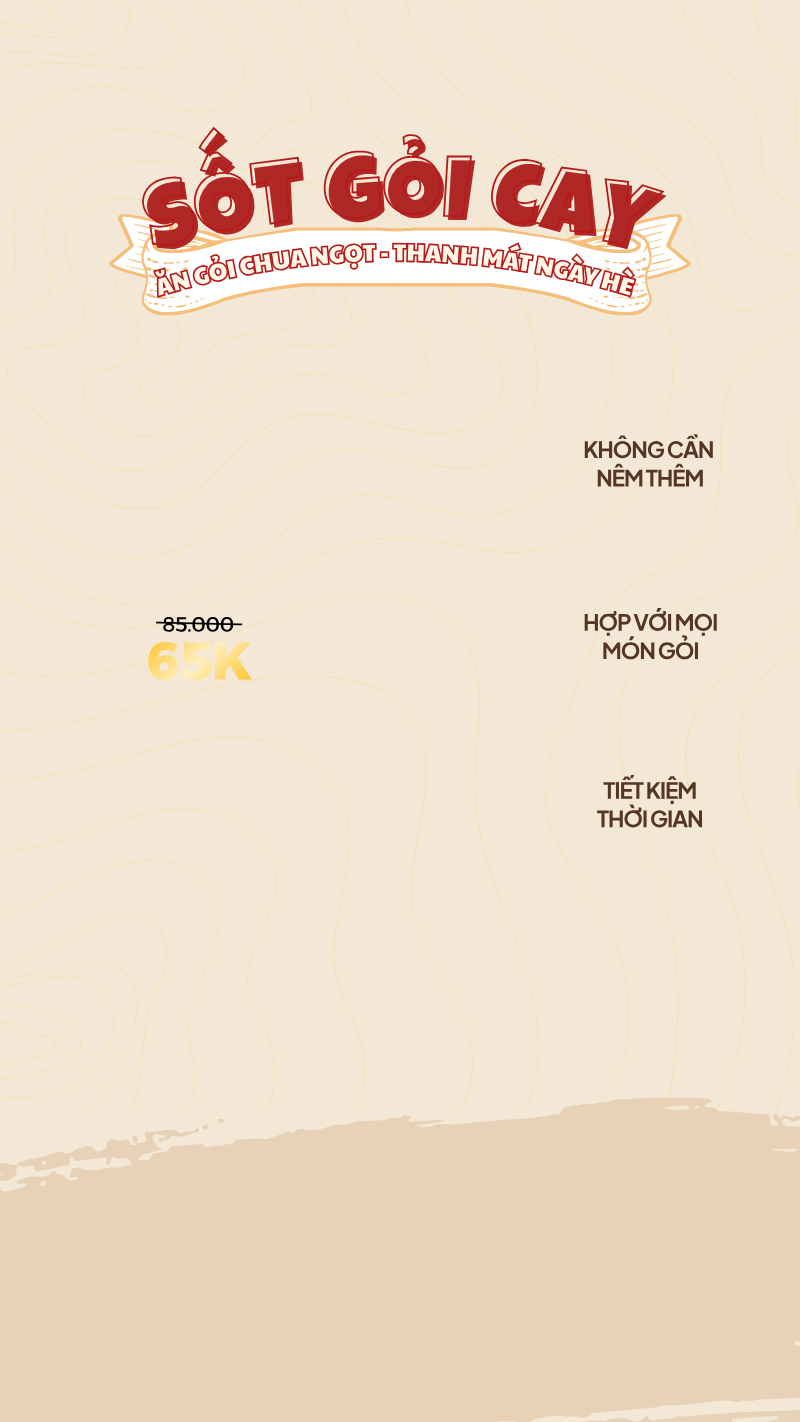 SỐT GỎI CAY
ĂN GỎI CHUA NGỌT - THANH MÁT NGÀY HÈ
KHÔNG CẦN
NÊM THÊM
85.000
65K
HỢP VỚI MỌI
MÓN GỎI
TIẾT KIỆM
THỜI GIAN